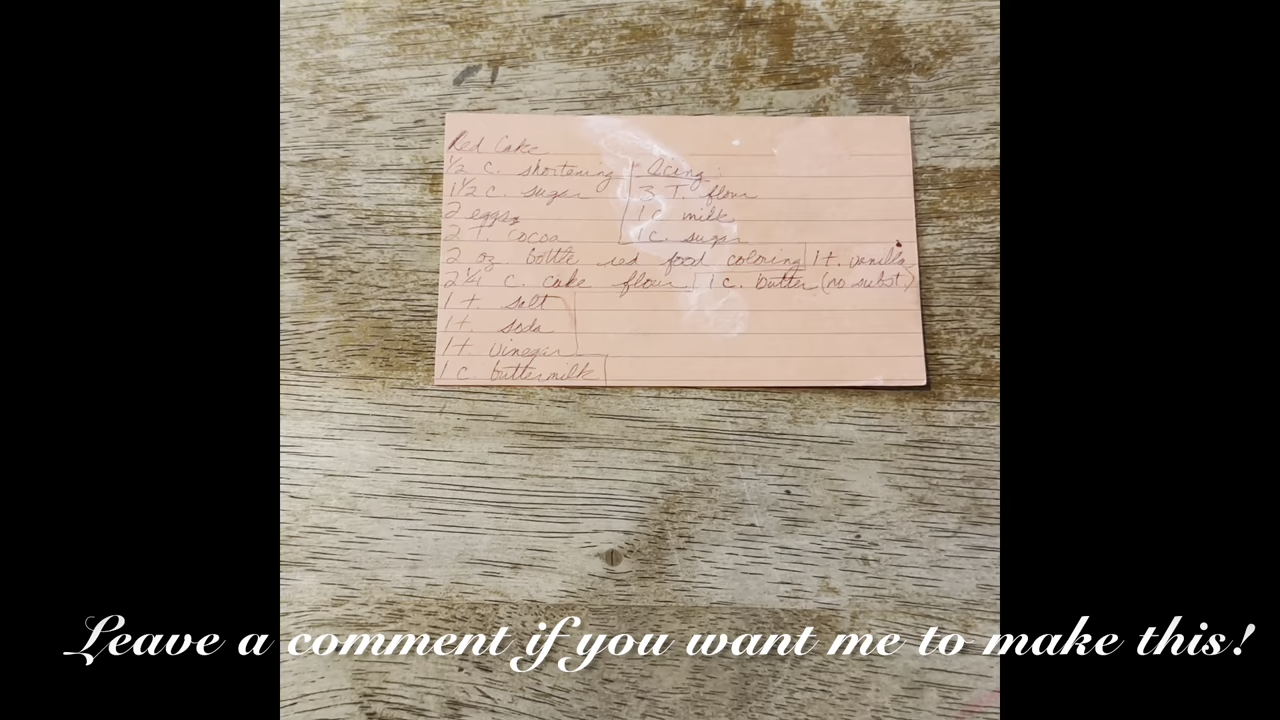 Red Cake
1/2 c. shortening
1 1/2 c. sugar
2 eggs
2 T. cocoa
2 oz bottle red food coloring
2 1/4 c. cake flour
1 t. salt
1 t. soda
1 t. vinegar
1 c. buttermilk
Icing:
3 T. flour
1 c milk
1 c. sugar
1 t. vanilla
1 c. butter (no subst.)
Leave a comment if you want me to make this!